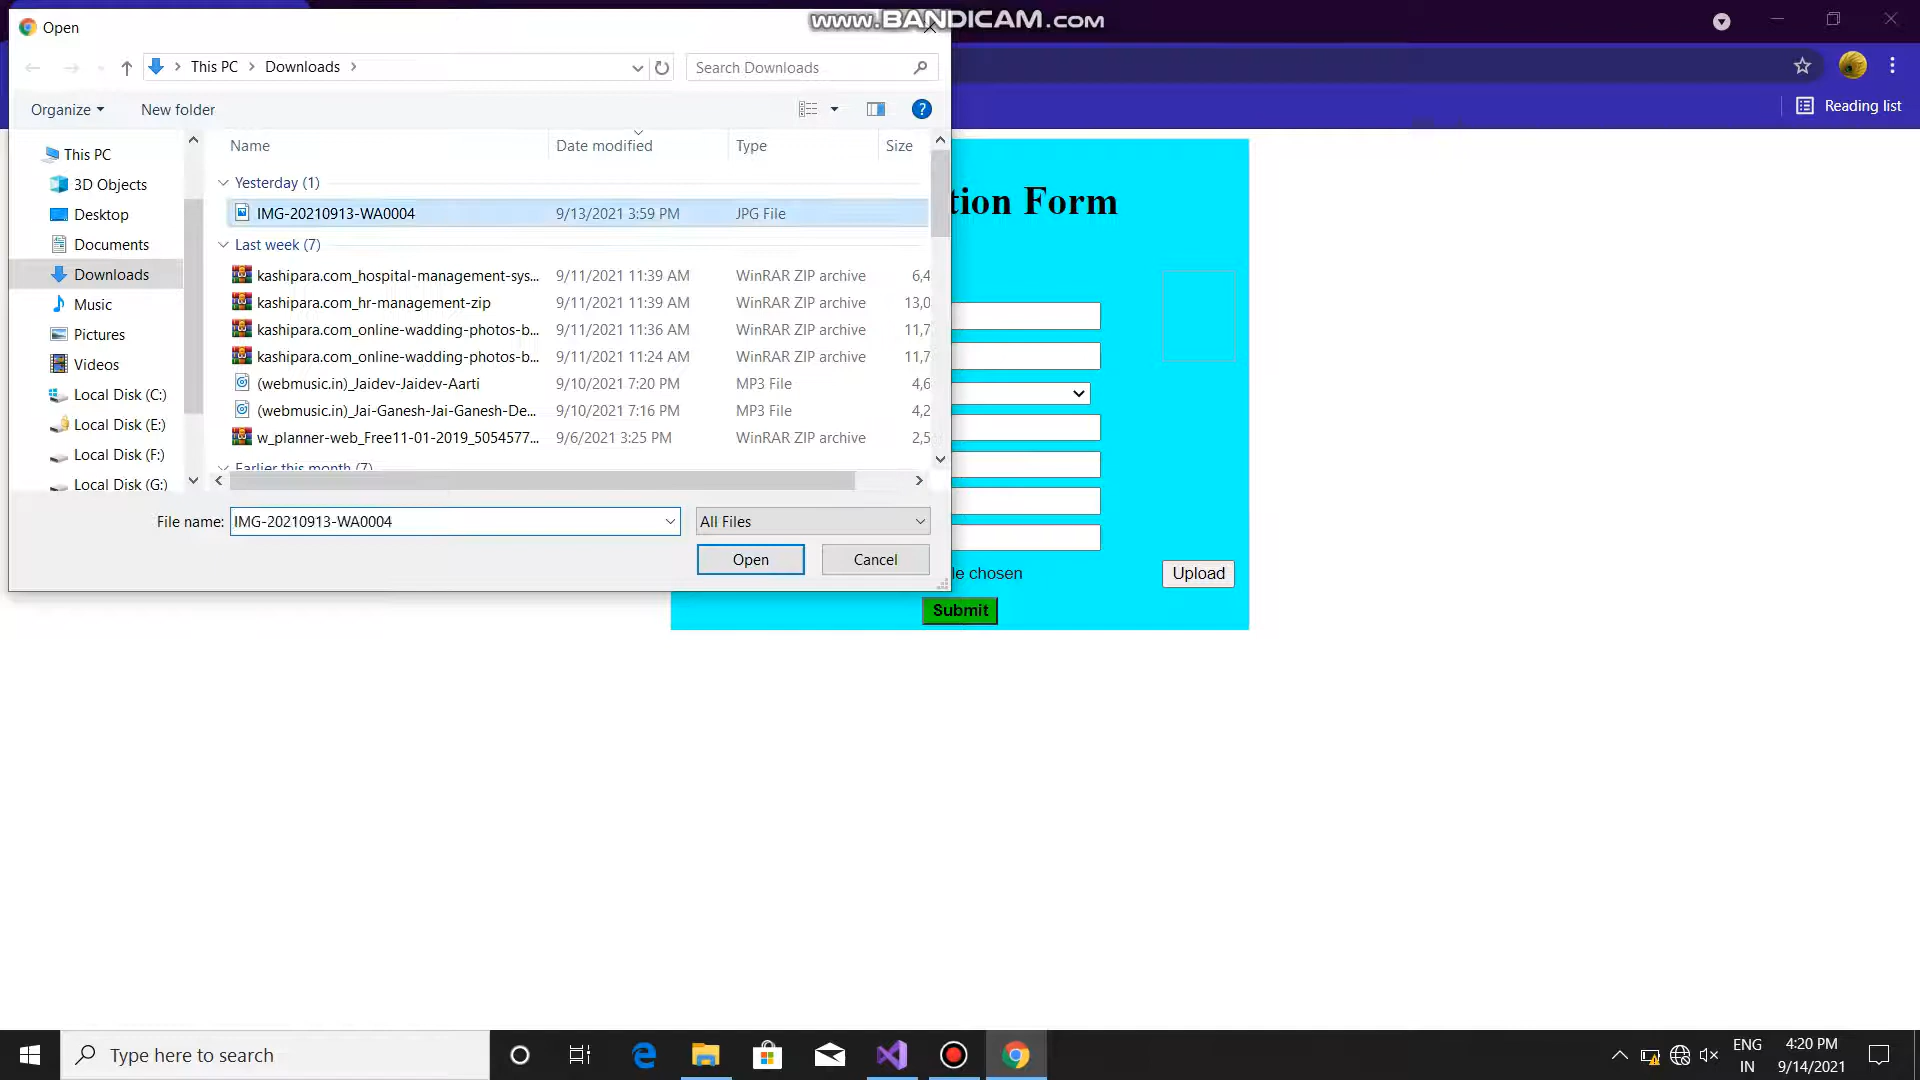 www.BANDICAM.com
Open
This PC
Downloads
Search Downloads
Organize
New folder
Reading list
Name
Date modified
Type
Size
This PC
3D Objects
Desktop
Documents
Downloads
Music
Pictures
Videos
Local Disk (C:)
Local Disk (E:)
Local Disk (F:)
Local Disk (G:)
Yesterday (1)
IMG-20210913-WA0004 9/13/2021 3:59 PM JPG File
Last week (7)
kashipara.com_hospital-management-sys... 9/11/2021 11:39 AM WinRAR ZIP archive 6,4
kashipara.com_hr-management-zip 9/11/2021 11:39 AM WinRAR ZIP archive 13,0
kashipara.com_online-wadding-photos-b... 9/11/2021 11:36 AM WinRAR ZIP archive 11,7
kashipara.com_online-wadding-photos-b... 9/11/2021 11:24 AM WinRAR ZIP archive 11,7
(webmusic.in)_Jaidev-Jaidev-Aarti 9/10/2021 7:20 PM MP3 File 4,6
(webmusic.in)_Jai-Ganesh-Jai-Ganesh-De... 9/10/2021 7:16 PM MP3 File 4,2
w_planner-web_Free11-01-2019_5054577... 9/6/2021 3:25 PM WinRAR ZIP archive 2,5
Earlier this month (7)
File name: IMG-20210913-WA0004
All Files
Open
Cancel
tion Form
le chosen
Upload
Submit
Type here to search
ENG
IN
4:20 PM
9/14/2021